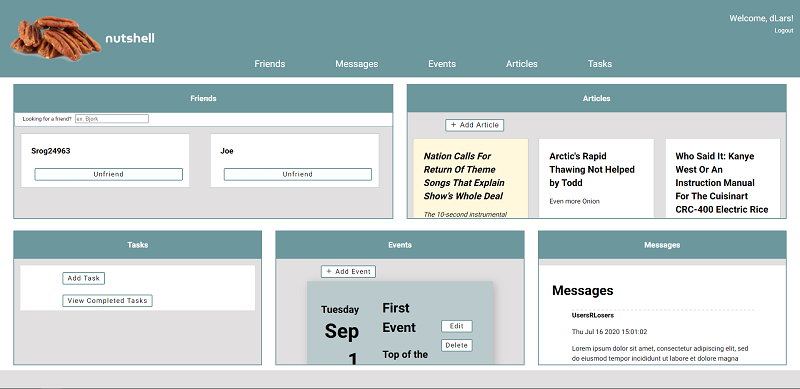 Welcome, dLars!
Logout
nutshell
Friends
Messages
Events
Articles
Tasks
Friends
Looking for a friend?
ex. Bjork
Srog24963
Unfriend
Joe
Unfriend
Articles
+ Add Article
Nation Calls For
Return Of Theme
Songs That Explain
Show's Whole Deal
The 10-second instrumental
Arctic's Rapid
Thawing Not Helped
by Todd
Even more Onion
Who Said It: Kanye
West Or An
Instruction Manual
For The Cuisinart
CRC-400 Electric Rice
Tasks
Add Task
View Completed Tasks
Events
+ Add Event
Tuesday
Sep
1
First
Event
Top of the
Edit
Delete
Messages
Messages
UsersRLosers
Thu Jul 16 2020 15:01:02
Lorem ipsum dolor sit amet, consectetur adipiscing elit, sed
do eiusmod tempor incididunt ut labore et dolore magna